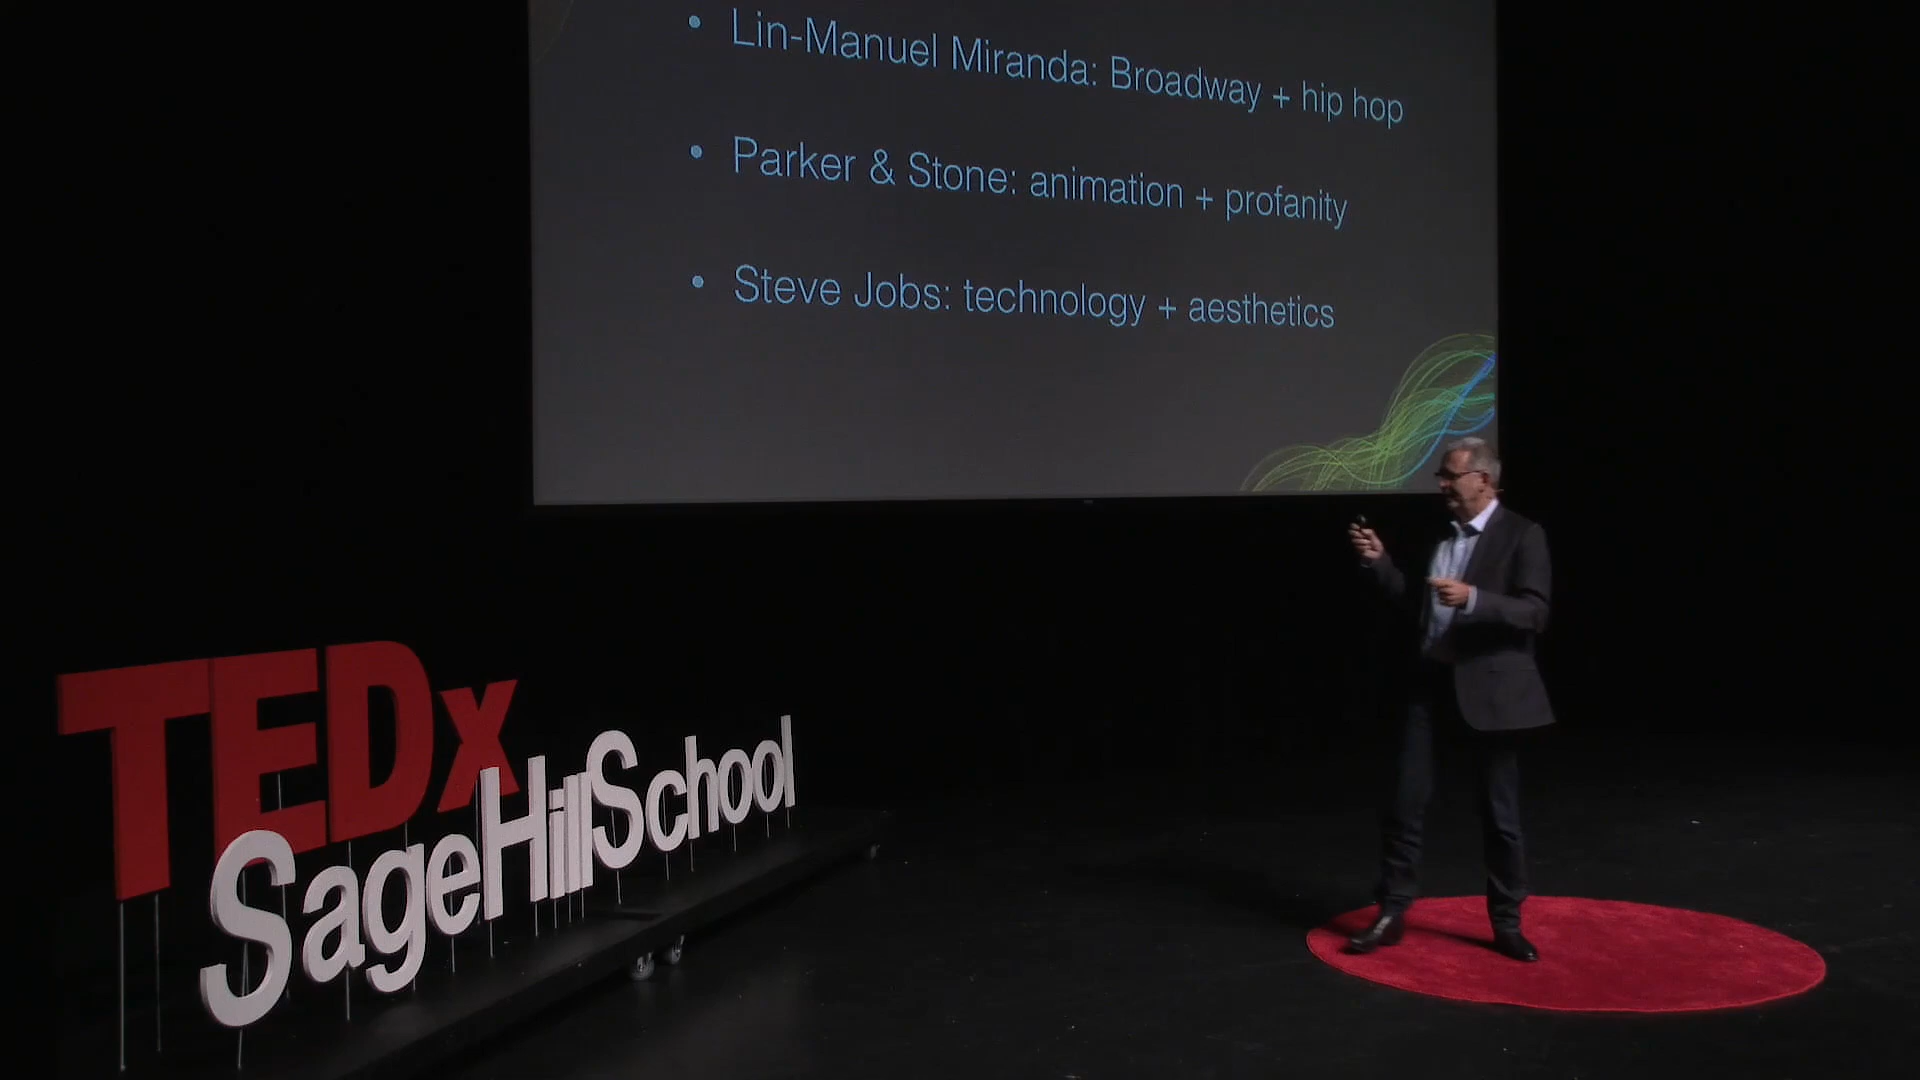 • Lin-Manuel Miranda: Broadway + hip hop
• Parker & Stone: animation + profanity
• Steve Jobs: technology + aesthetics
TEDx
SageHillSchool